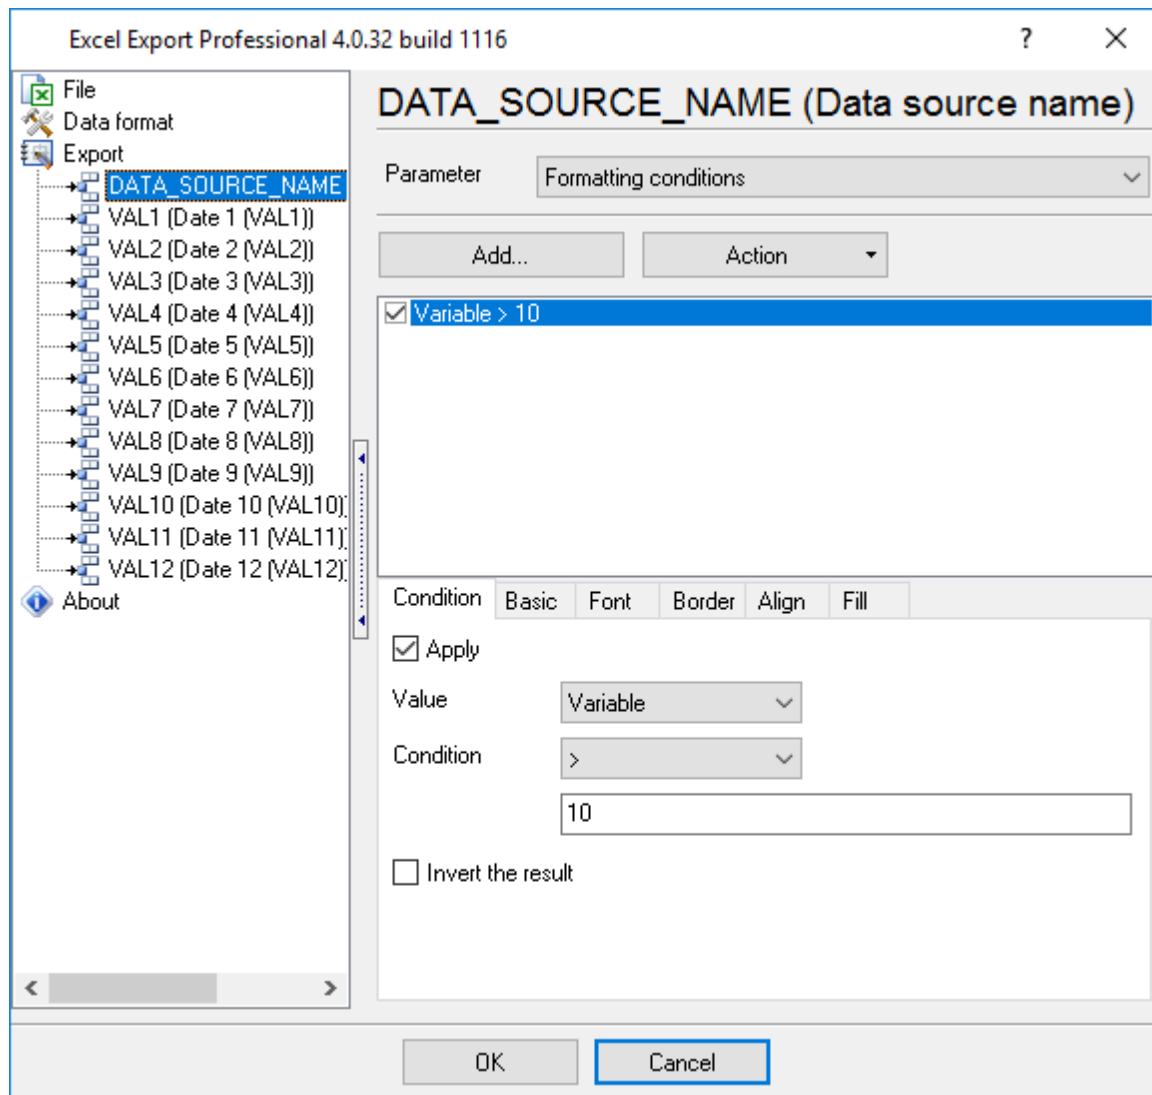 Excel Export Professional 4.0.32 build 1116
?
File
Data format
Export
DATA_SOURCE_NAME
VAL1 (Date 1 (VAL1))
VAL2 (Date 2 (VAL2))
VAL3 (Date 3 (VAL3))
VAL4 (Date 4 (VAL4))
VAL5 (Date 5 (VAL5))
VAL6 (Date 6 (VAL6))
VAL7 (Date 7 (VAL7))
VAL8 (Date 8 (VAL8))
VAL9 (Date 9 (VAL9))
VAL10 (Date 10 (VAL10))
VAL11 (Date 11 (VAL11))
VAL12 (Date 12 (VAL12))
About
DATA_SOURCE_NAME (Data source name)
Parameter Formatting conditions
Add... Action
Variable > 10
Condition Basic Font Border Align Fill
Apply
Value Variable
Condition >
10
Invert the result
OK Cancel